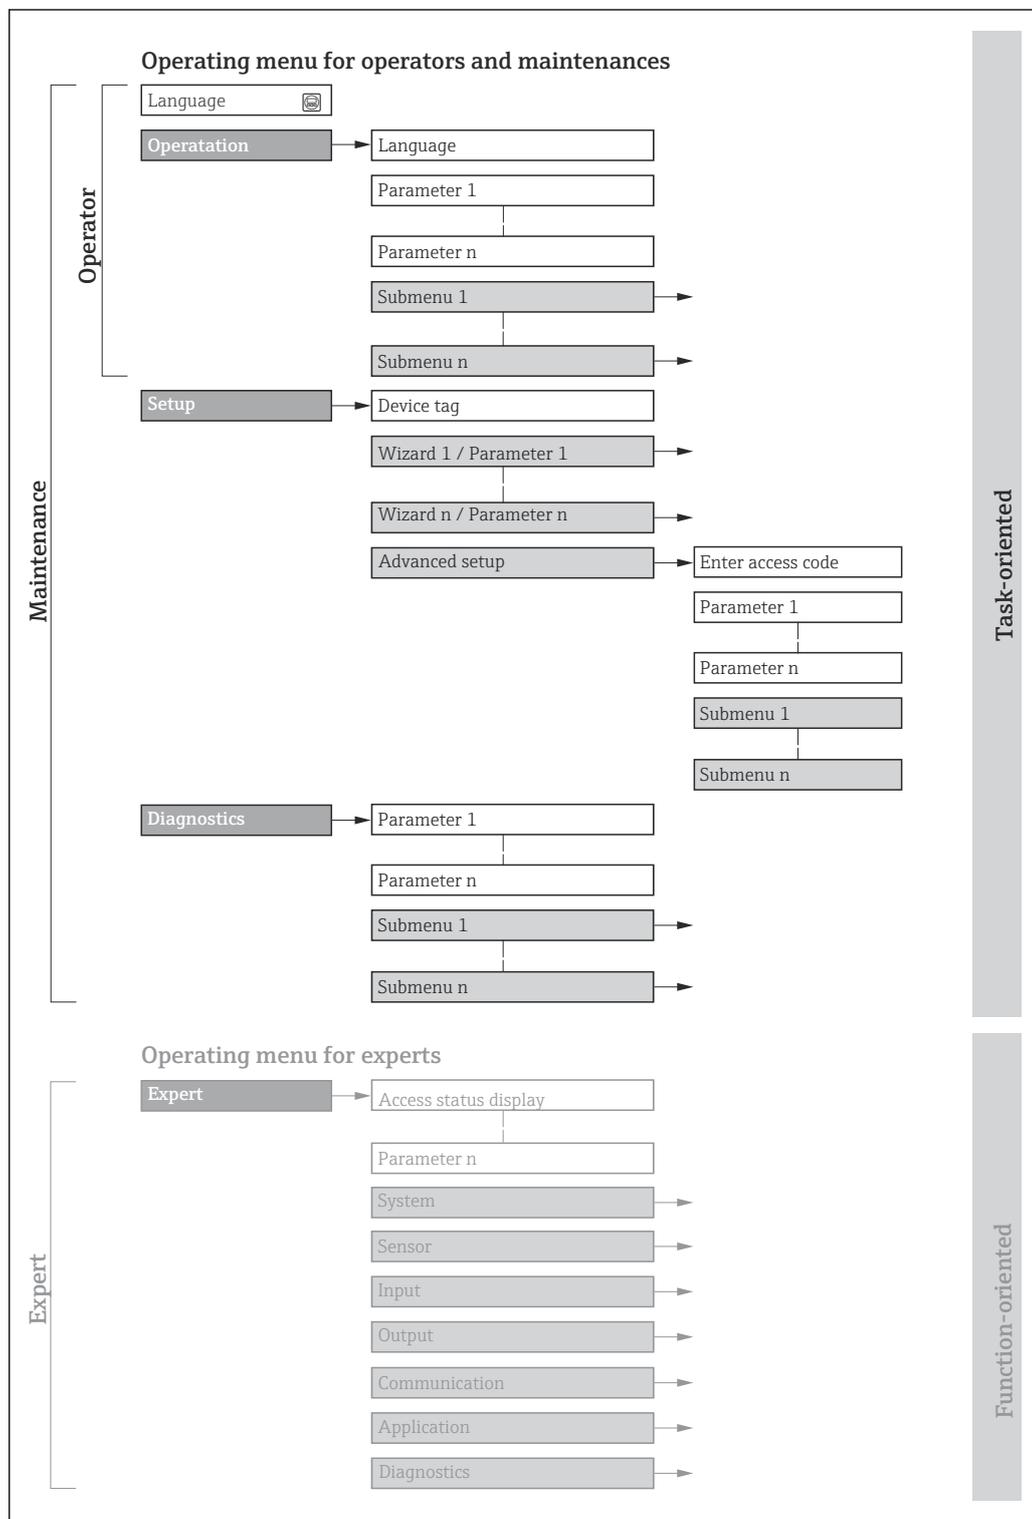 Operating menu for operators and maintenances
Language
Operatation
Language
Parameter 1
Parameter n
Submenu 1
Submenu n
Operator
Setup
Device tag
Wizard 1 / Parameter 1
Wizard n / Parameter n
Advanced setup
Enter access code
Parameter 1
Parameter n
Submenu 1
Submenu n
Maintenance
Task-oriented
Diagnostics
Parameter 1
Parameter n
Submenu 1
Submenu n
Operating menu for experts
Expert
Access status display
Parameter n
System
Sensor
Input
Output
Communication
Application
Diagnostics
Expert
Function-oriented